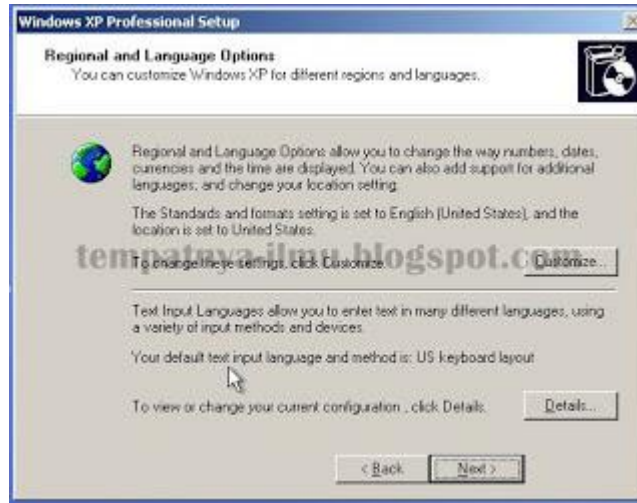 Windows XP Professional Setup
Regional and Language Options
You can customize Windows XP for different regions and languages.
Regional and Language Options allow you to change the way numbers, dates,
currencies and the time are displayed. You can also add support for additional
languages, and change your location setting.
The Standards and formats setting is set to English (United States), and the
location is set to United States.
tempatnya-ilmu.blogspot.com
To change these settings, click Customize.
Customize...
Text Input Languages allow you to enter text in many different languages, using
a variety of input methods and devices.
Your default text input language and method is: US keyboard layout
To view or change your current configuration , click Details.
Details...
< Back
Next >